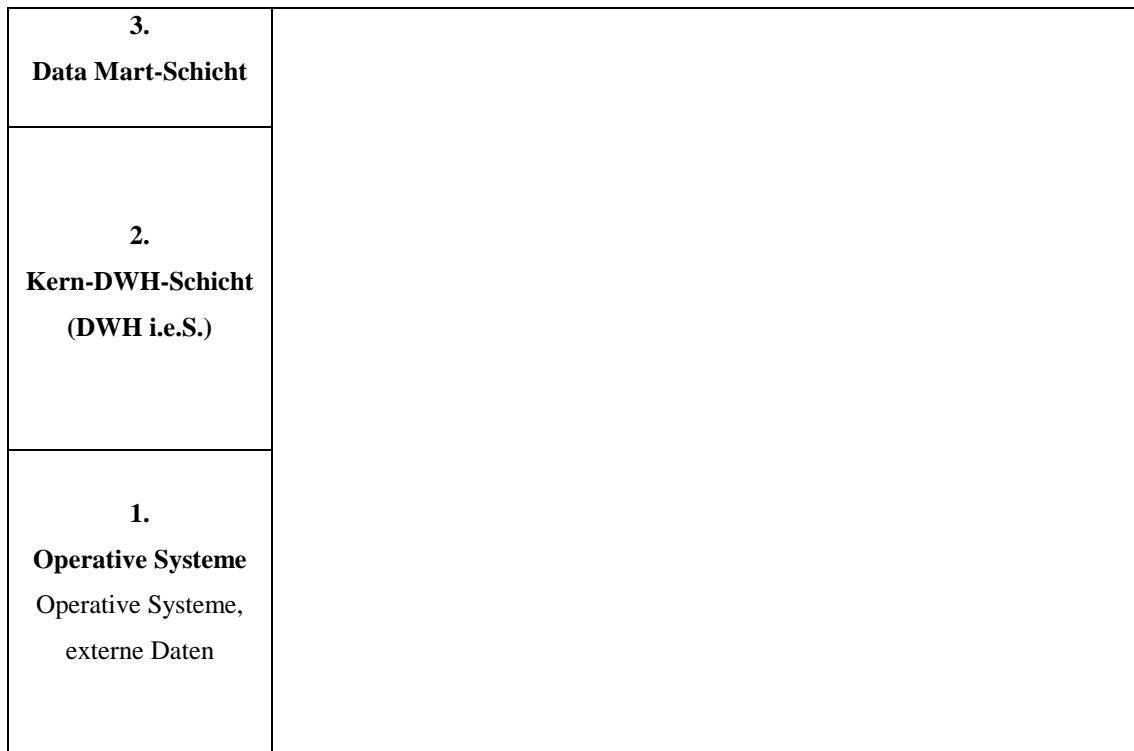 3.
Data Mart-Schicht
2.
Kern-DWH-Schicht
(DWH i.e.S.)
1.
Operative Systeme
Operative Systeme,
externe Daten